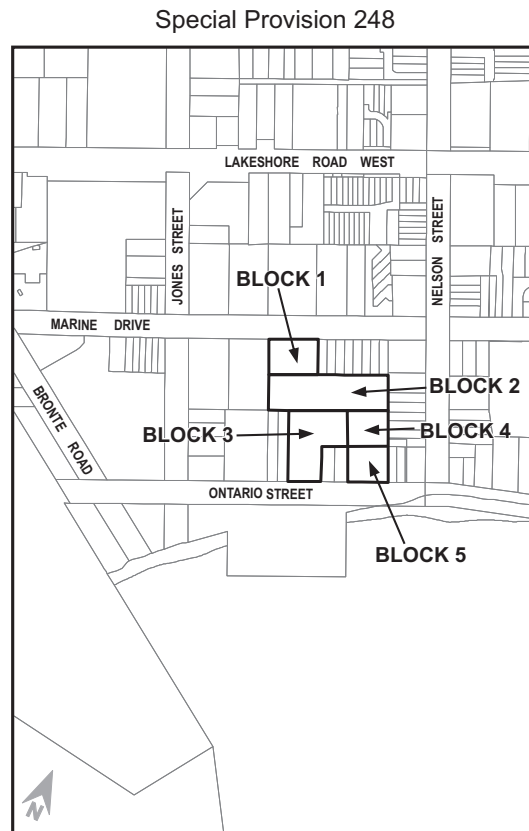 Special Provision 248
LAKESHORE ROAD WEST
JONES STREET
NELSON STREET
BLOCK 1
MARINE DRIVE
BRONTE ROAD
BLOCK 2
BLOCK 3
BLOCK 4
ONTARIO STREET
BLOCK 5
N